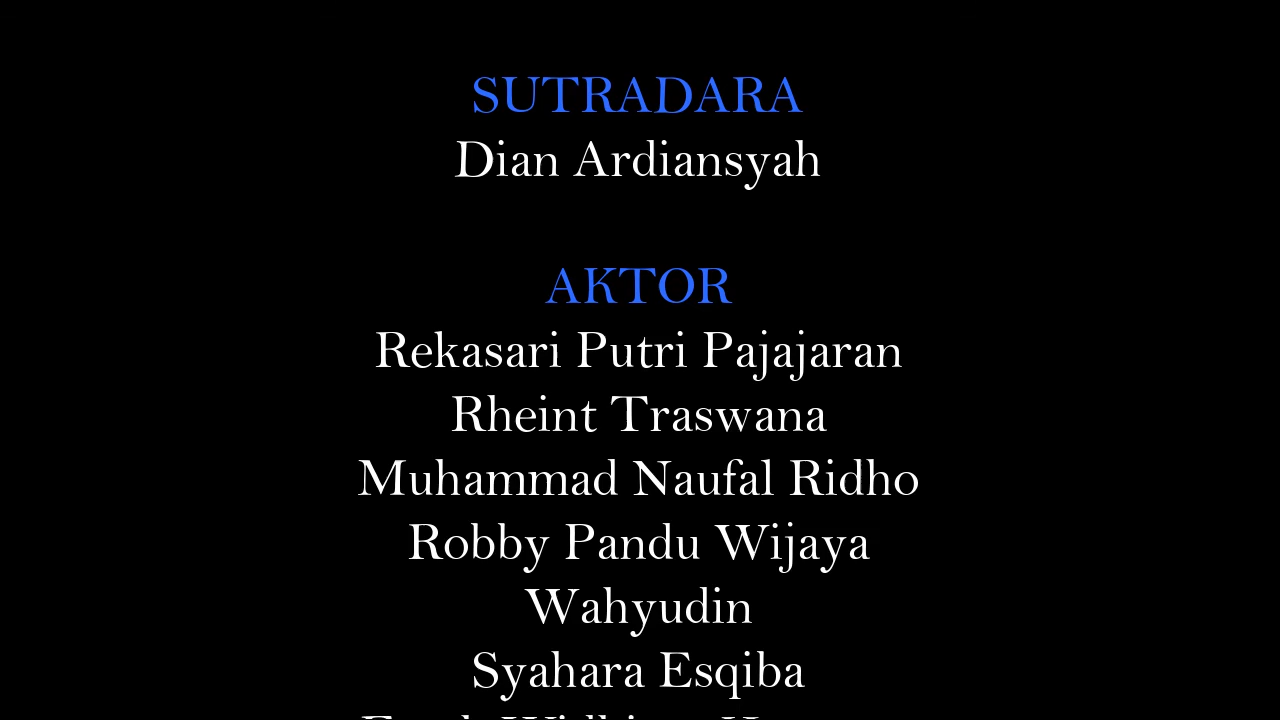 SUTRADARA
Dian Ardiansyah
AKTOR
Rekasari Putri Pajajaran
Rheint Traswana
Muhammad Naufal Ridho
Robby Pandu Wijaya
Wahyudin
Syahara Esqiba